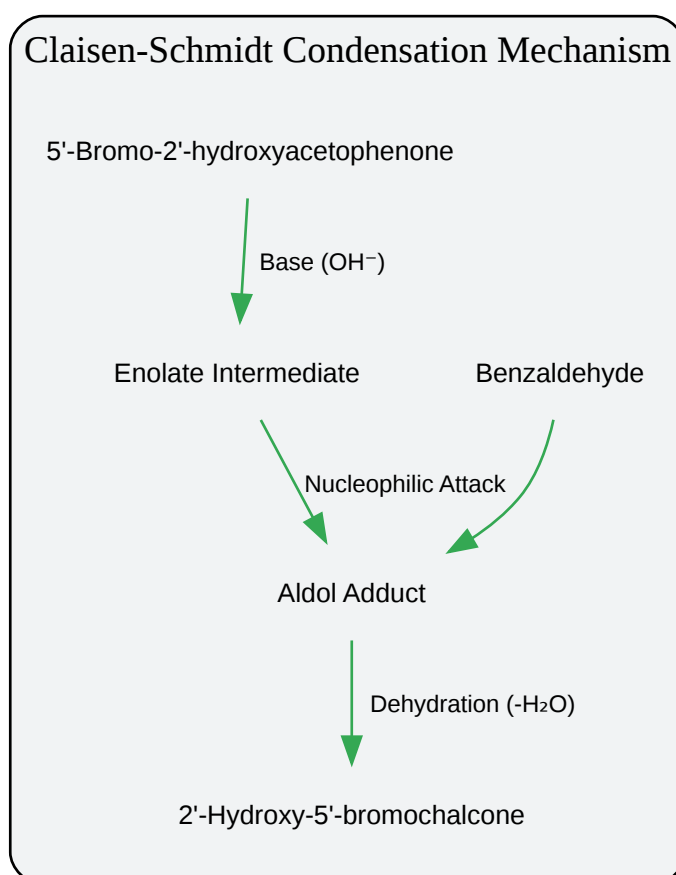 Claisen-Schmidt Condensation Mechanism
5'-Bromo-2'-hydroxyacetophenone
Base (OH⁻)
Enolate Intermediate
Benzaldehyde
Nucleophilic Attack
Aldol Adduct
Dehydration (-H₂O)
2'-Hydroxy-5'-bromochalcone